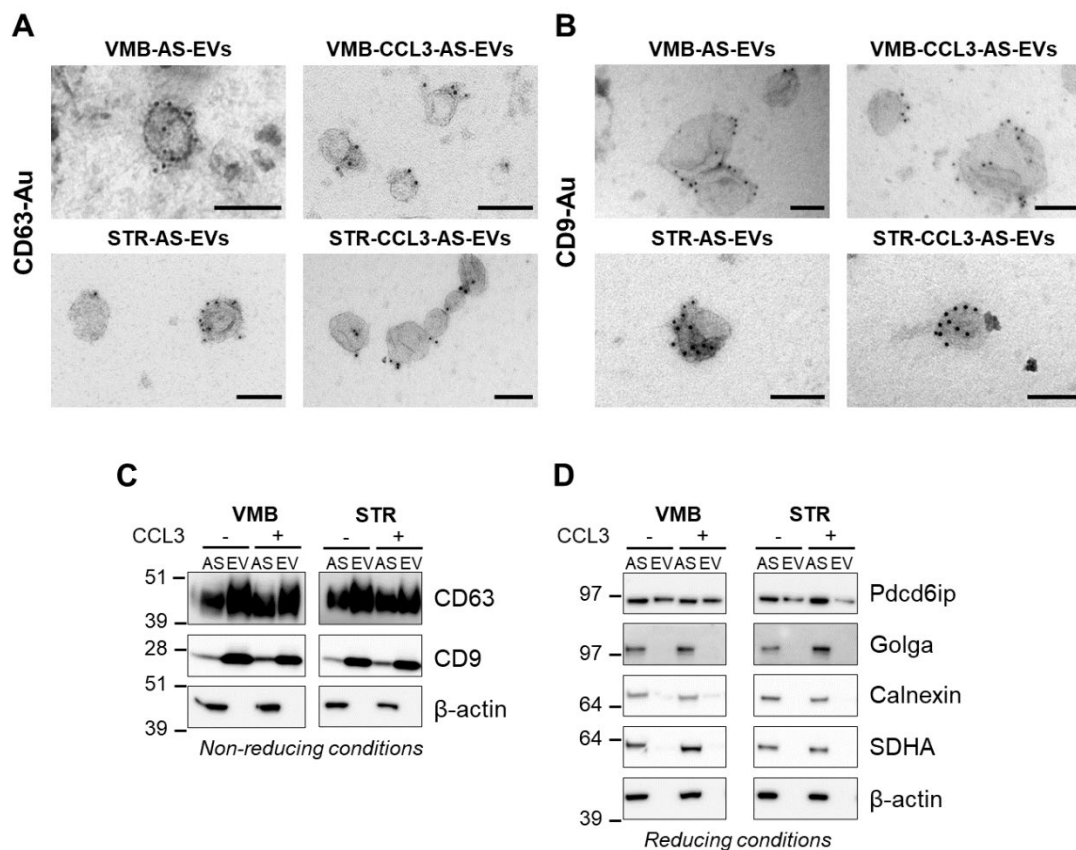 A
VMB-AS-EVs
VMB-CCL3-AS-EVs
CD63-Au
STR-AS-EVs
STR-CCL3-AS-EVs
B
VMB-AS-EVs
VMB-CCL3-AS-EVs
CD9-Au
STR-AS-EVs
STR-CCL3-AS-EVs
C
VMB STR
CCL3 - + - +
AS EV AS EV AS EV AS EV
51
39
CD63
28
CD9
51
39
β-actin
Non-reducing conditions
D
VMB STR
CCL3 - + - +
AS EV AS EV AS EV AS EV
97
Pdcd6ip
97
Golga
64
Calnexin
64
SDHA
39
β-actin
Reducing conditions